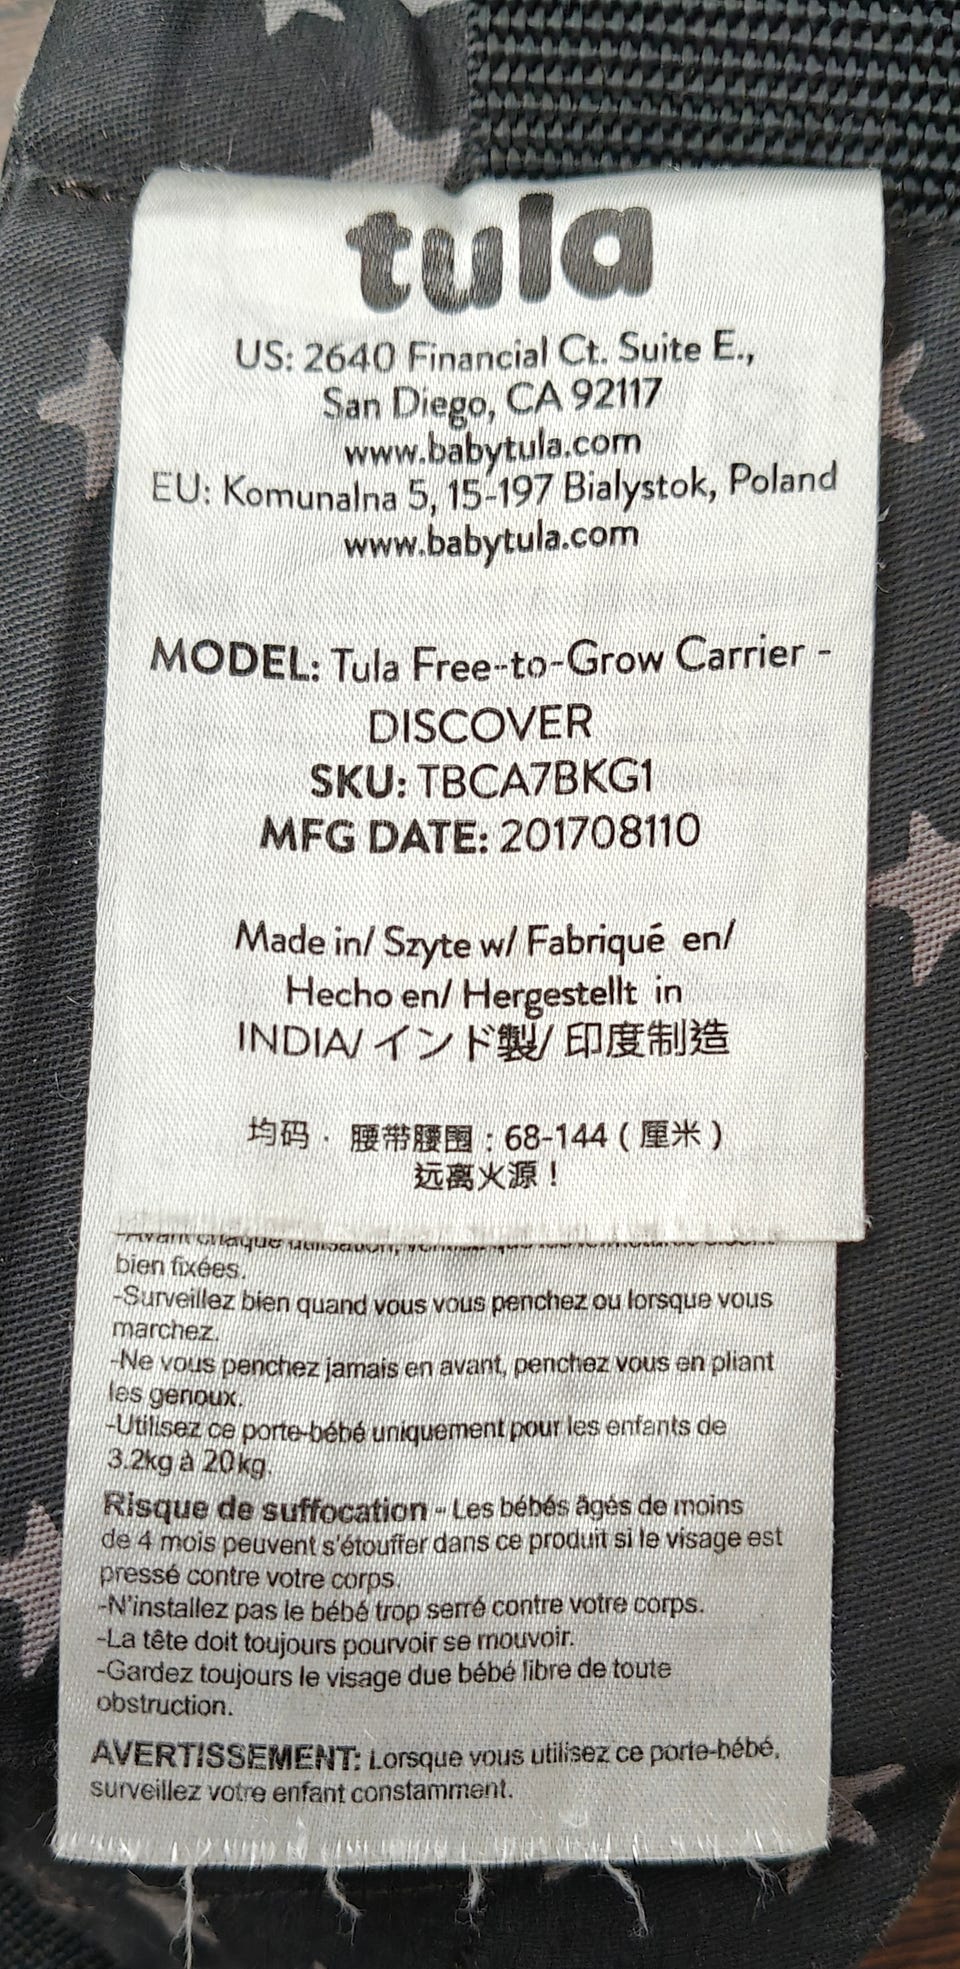 tula
US: 2640 Financial Ct. Suite E.,
San Diego, CA 92117
www.babytula.com
EU: Komunalna 5, 15-197 Bialystok, Poland
www.babytula.com
MODEL: Tula Free-to-Grow Carrier -
DISCOVER
SKU: TBCA7BKG1
MFG DATE: 201708110
Made in/ Szyte w/ Fabriqué en/
Hecho en/ Hergestellt in
INDIA/ インド製/ 印度制造
均码 · 腰带腰围 : 68-144 ( 厘米 )
远离火源 !
-Avant chaque utilisation,
bien fixées.
-Surveillez bien quand vous vous penchez ou lorsque vous
marchez.
-Ne vous penchez jamais en avant, penchez vous en pliant
les genoux.
-Utilisez ce porte-bébé uniquement pour les enfants de
3.2kg à 20kg.
Risque de suffocation - Les bébés âgés de moins
de 4 mois peuvent s'étouffer dans ce produit si le visage est
pressé contre votre corps.
-N'installez pas le bébé trop serré contre votre corps.
-La tête doit toujours pourvoir se mouvoir.
-Gardez toujours le visage due bébé libre de toute
obstruction.
AVERTISSEMENT: Lorsque vous utilisez ce porte-bébé,
surveillez votre enfant constamment.